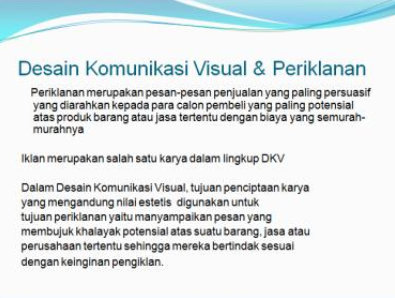 Desain Komunikasi Visual & Periklanan
Periklanan merupakan pesan-pesan penjualan yang paling persuasif
yang diarahkan kepada para calon pembeli yang paling potensial
atas produk barang atau jasa tertentu dengan biaya yang semurah-
murahnya
Iklan merupakan salah satu karya dalam lingkup DKV
Dalam Desain Komunikasi Visual, tujuan penciptaan karya
yang mengandung nilai estetis digunakan untuk
tujuan periklanan yaitu manyampaikan pesan yang
membujuk khalayak potensial atas suatu barang, jasa atau
perusahaan tertentu sehingga mereka bertindak sesuai
dengan keinginan pengiklan.